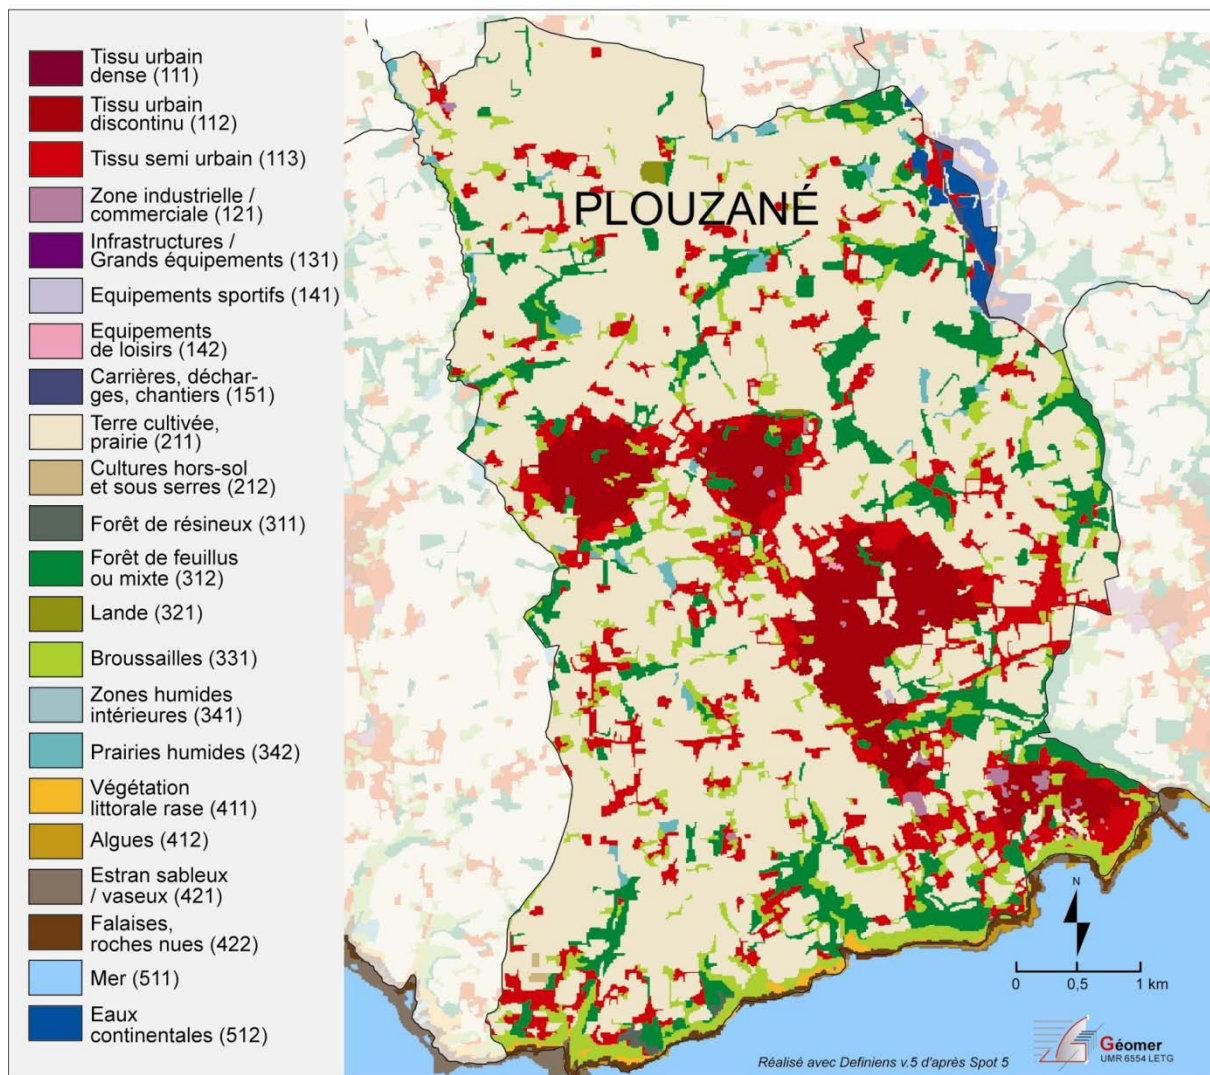 Tissu urbain
dense (111)
Tissu urbain
discontinu (112)
Tissu semi urbain (113)
Zone industrielle /
commerciale (121)
Infrastructures /
Grands équipements (131)
Equipements sportifs (141)
Equipements
de loisirs (142)
Carrières, déchar-
ges, chantiers (151)
Terre cultivée,
prairie (211)
Cultures hors-sol
et sous serres (212)
Forêt de résineux (311)
Forêt de feuillus
ou mixte (312)
Lande (321)
Broussailles (331)
Zones humides
intérieures (341)
Prairies humides (342)
Végétation
littorale rase (411)
Algues (412)
Estran sableux
/ vaseux (421)
Falaises,
roches nues (422)
Mer (511)
Eaux
continentales (512)
PLOUZANÉ
N
0 0,5 1 km
Réalisé avec Definiens v.5 d'après Spot 5
Géomer
UMR 6554 LETG